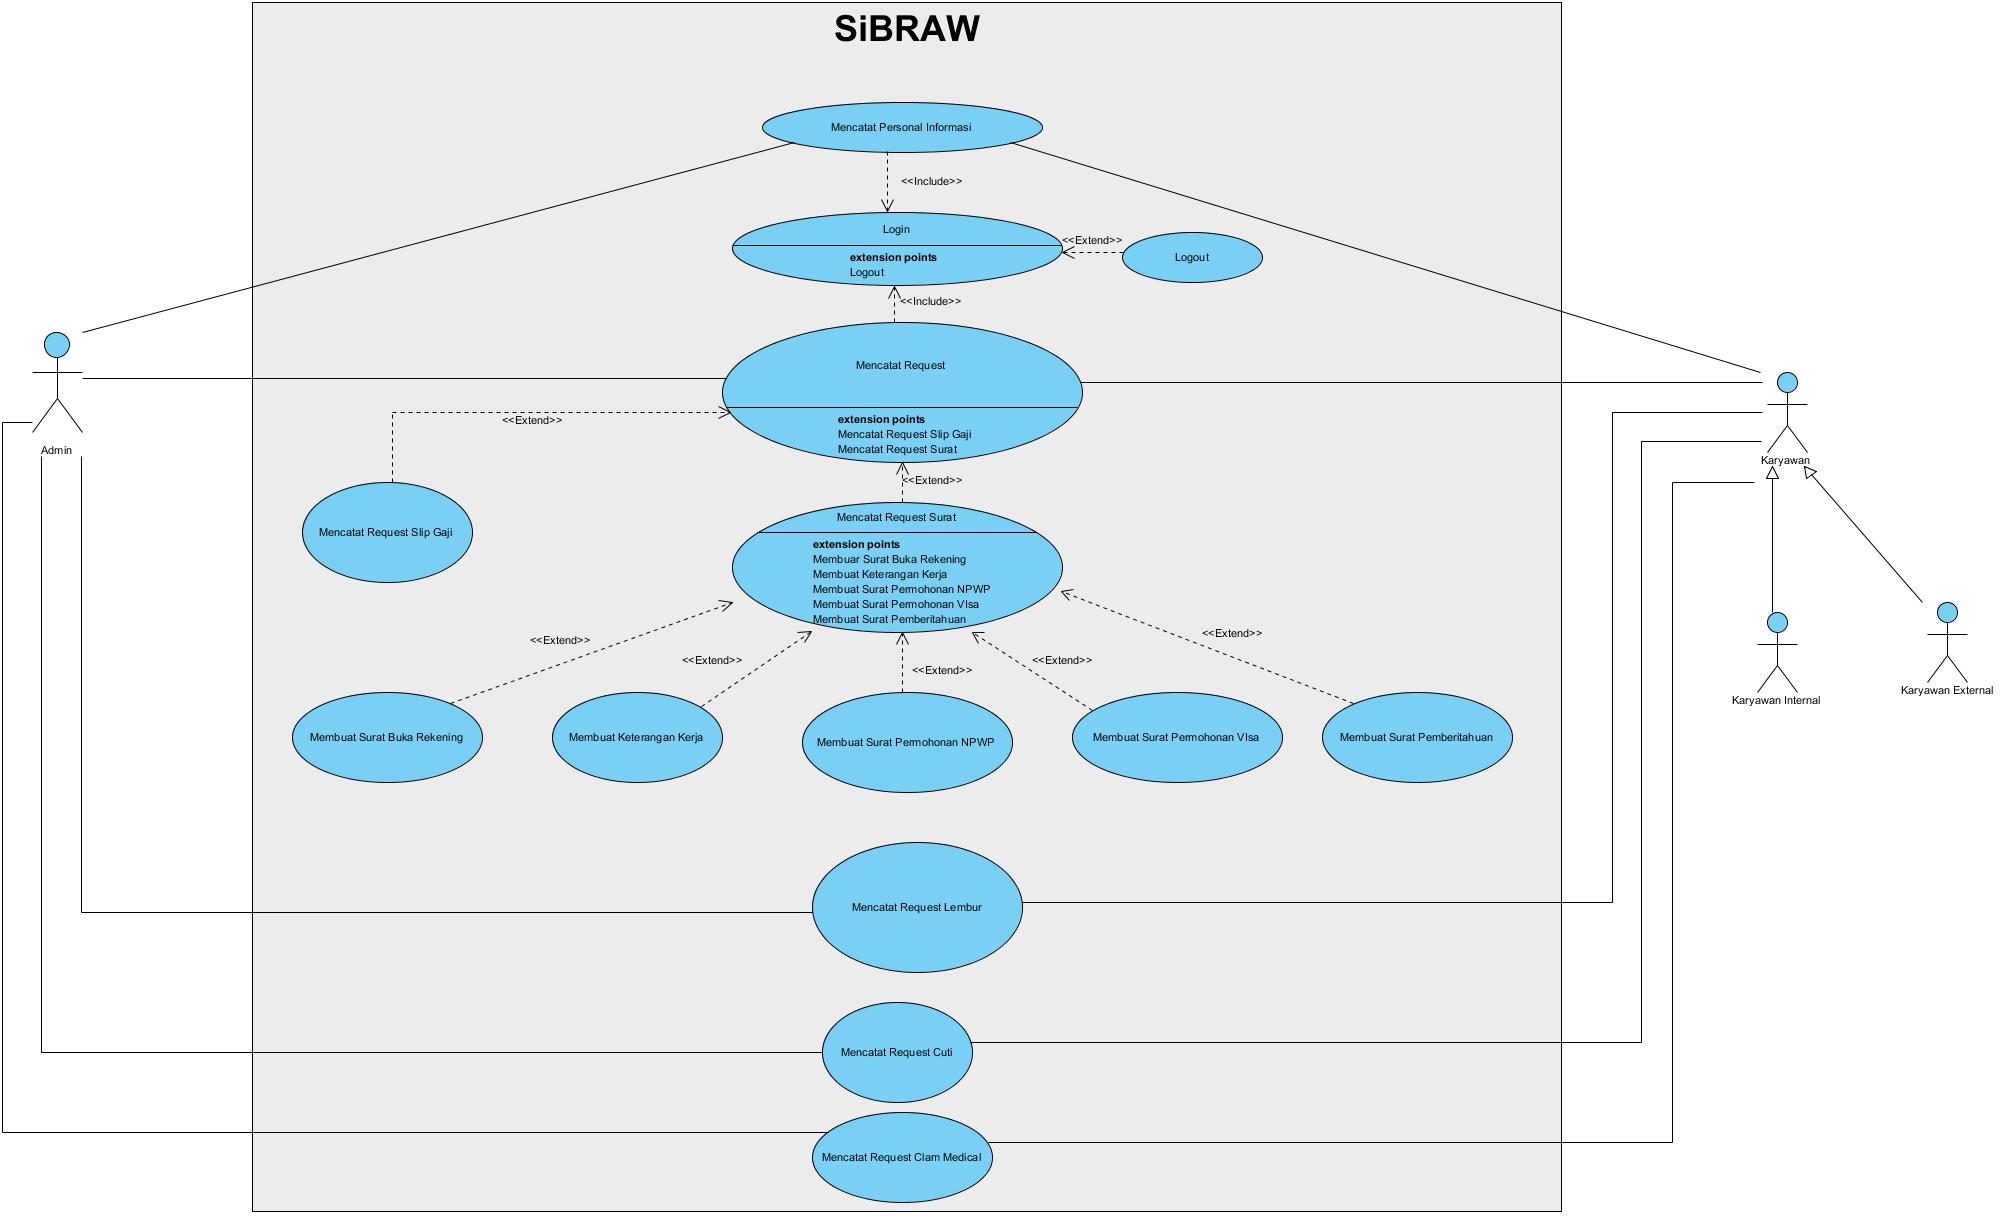 SiBRAW
Mencatat Personal Informasi
<<Include>>
Login
extension points
Logout
<<Extend>>
Logout
<<Include>>
Mencatat Request
extension points
Mencatat Request Slip Gaji
Mencatat Request Surat
<<Extend>>
Admin
Karyawan
<<Extend>>
Mencatat Request Slip Gaji
Mencatat Request Surat
extension points
Membuar Surat Buka Rekening
Membuat Keterangan Kerja
Membuat Surat Permohonan NPWP
Membuat Surat Permohonan VIsa
Membuat Surat Pemberitahuan
<<Extend>>
<<Extend>>
<<Extend>>
<<Extend>>
<<Extend>>
Karyawan Internal
Karyawan External
Membuat Surat Buka Rekening
Membuat Keterangan Kerja
Membuat Surat Permohonan NPWP
Membuat Surat Permohonan VIsa
Membuat Surat Pemberitahuan
Mencatat Request Lembur
Mencatat Request Cuti
Mencatat Request Clam Medical